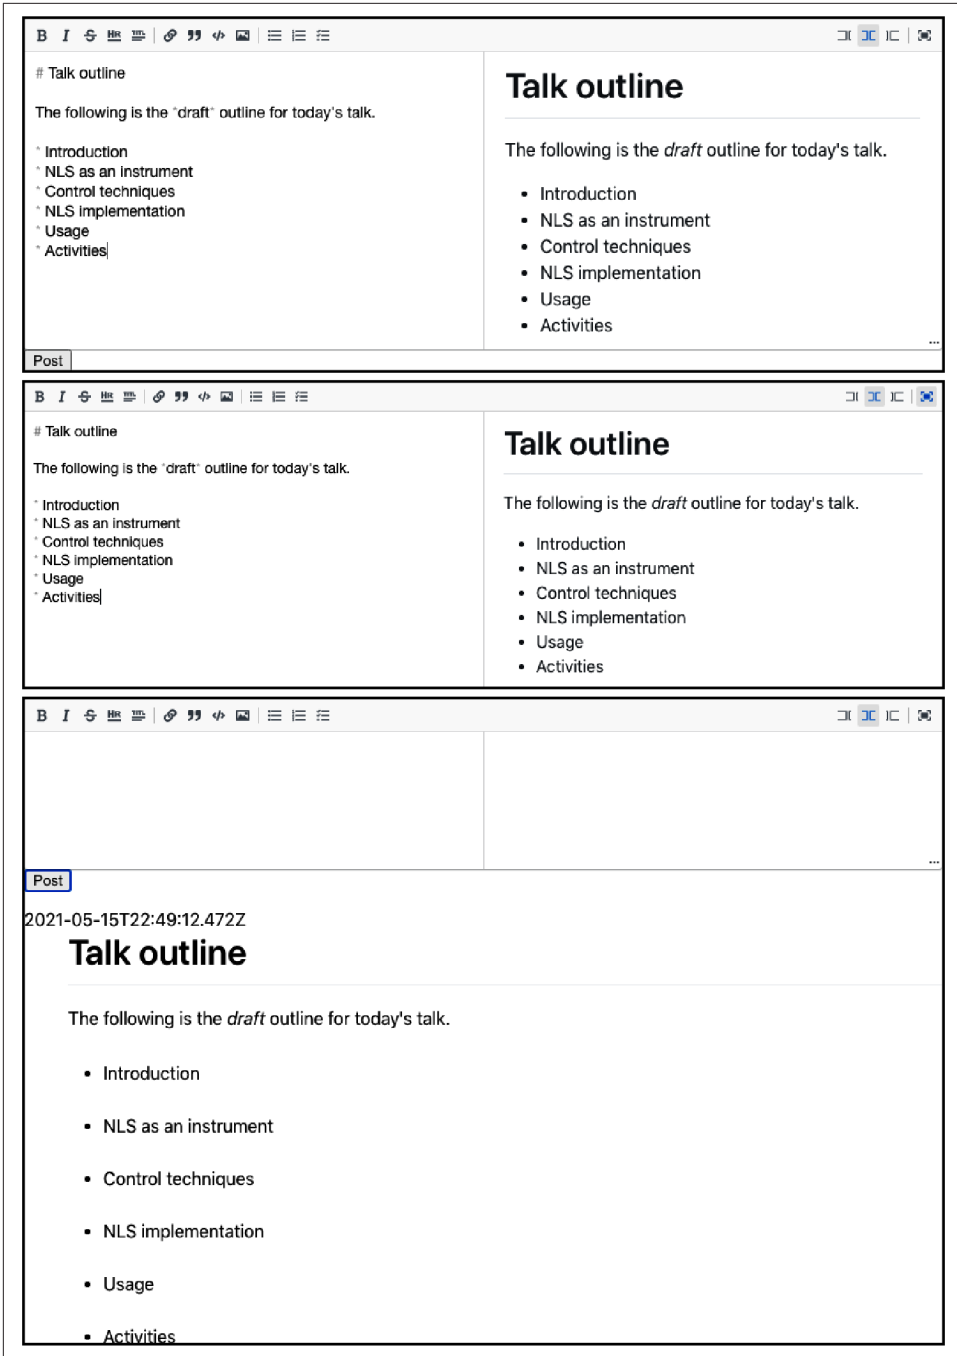 B I S HR TTL
# Talk outline
The following is the *draft* outline for today's talk.
* Introduction
* NLS as an instrument
* Control techniques
* NLS implementation
* Usage
* Activities
Talk outline
The following is the draft outline for today's talk.
• Introduction
• NLS as an instrument
• Control techniques
• NLS implementation
• Usage
• Activities
...
Post
B I S HR TTL
# Talk outline
The following is the *draft* outline for today's talk.
* Introduction
* NLS as an instrument
* Control techniques
* NLS implementation
* Usage
* Activities
Talk outline
The following is the draft outline for today's talk.
• Introduction
• NLS as an instrument
• Control techniques
• NLS implementation
• Usage
• Activities
B I S HR TTL
...
Post
2021-05-15T22:49:12.472Z
Talk outline
The following is the draft outline for today's talk.
• Introduction
• NLS as an instrument
• Control techniques
• NLS implementation
• Usage
• Activities